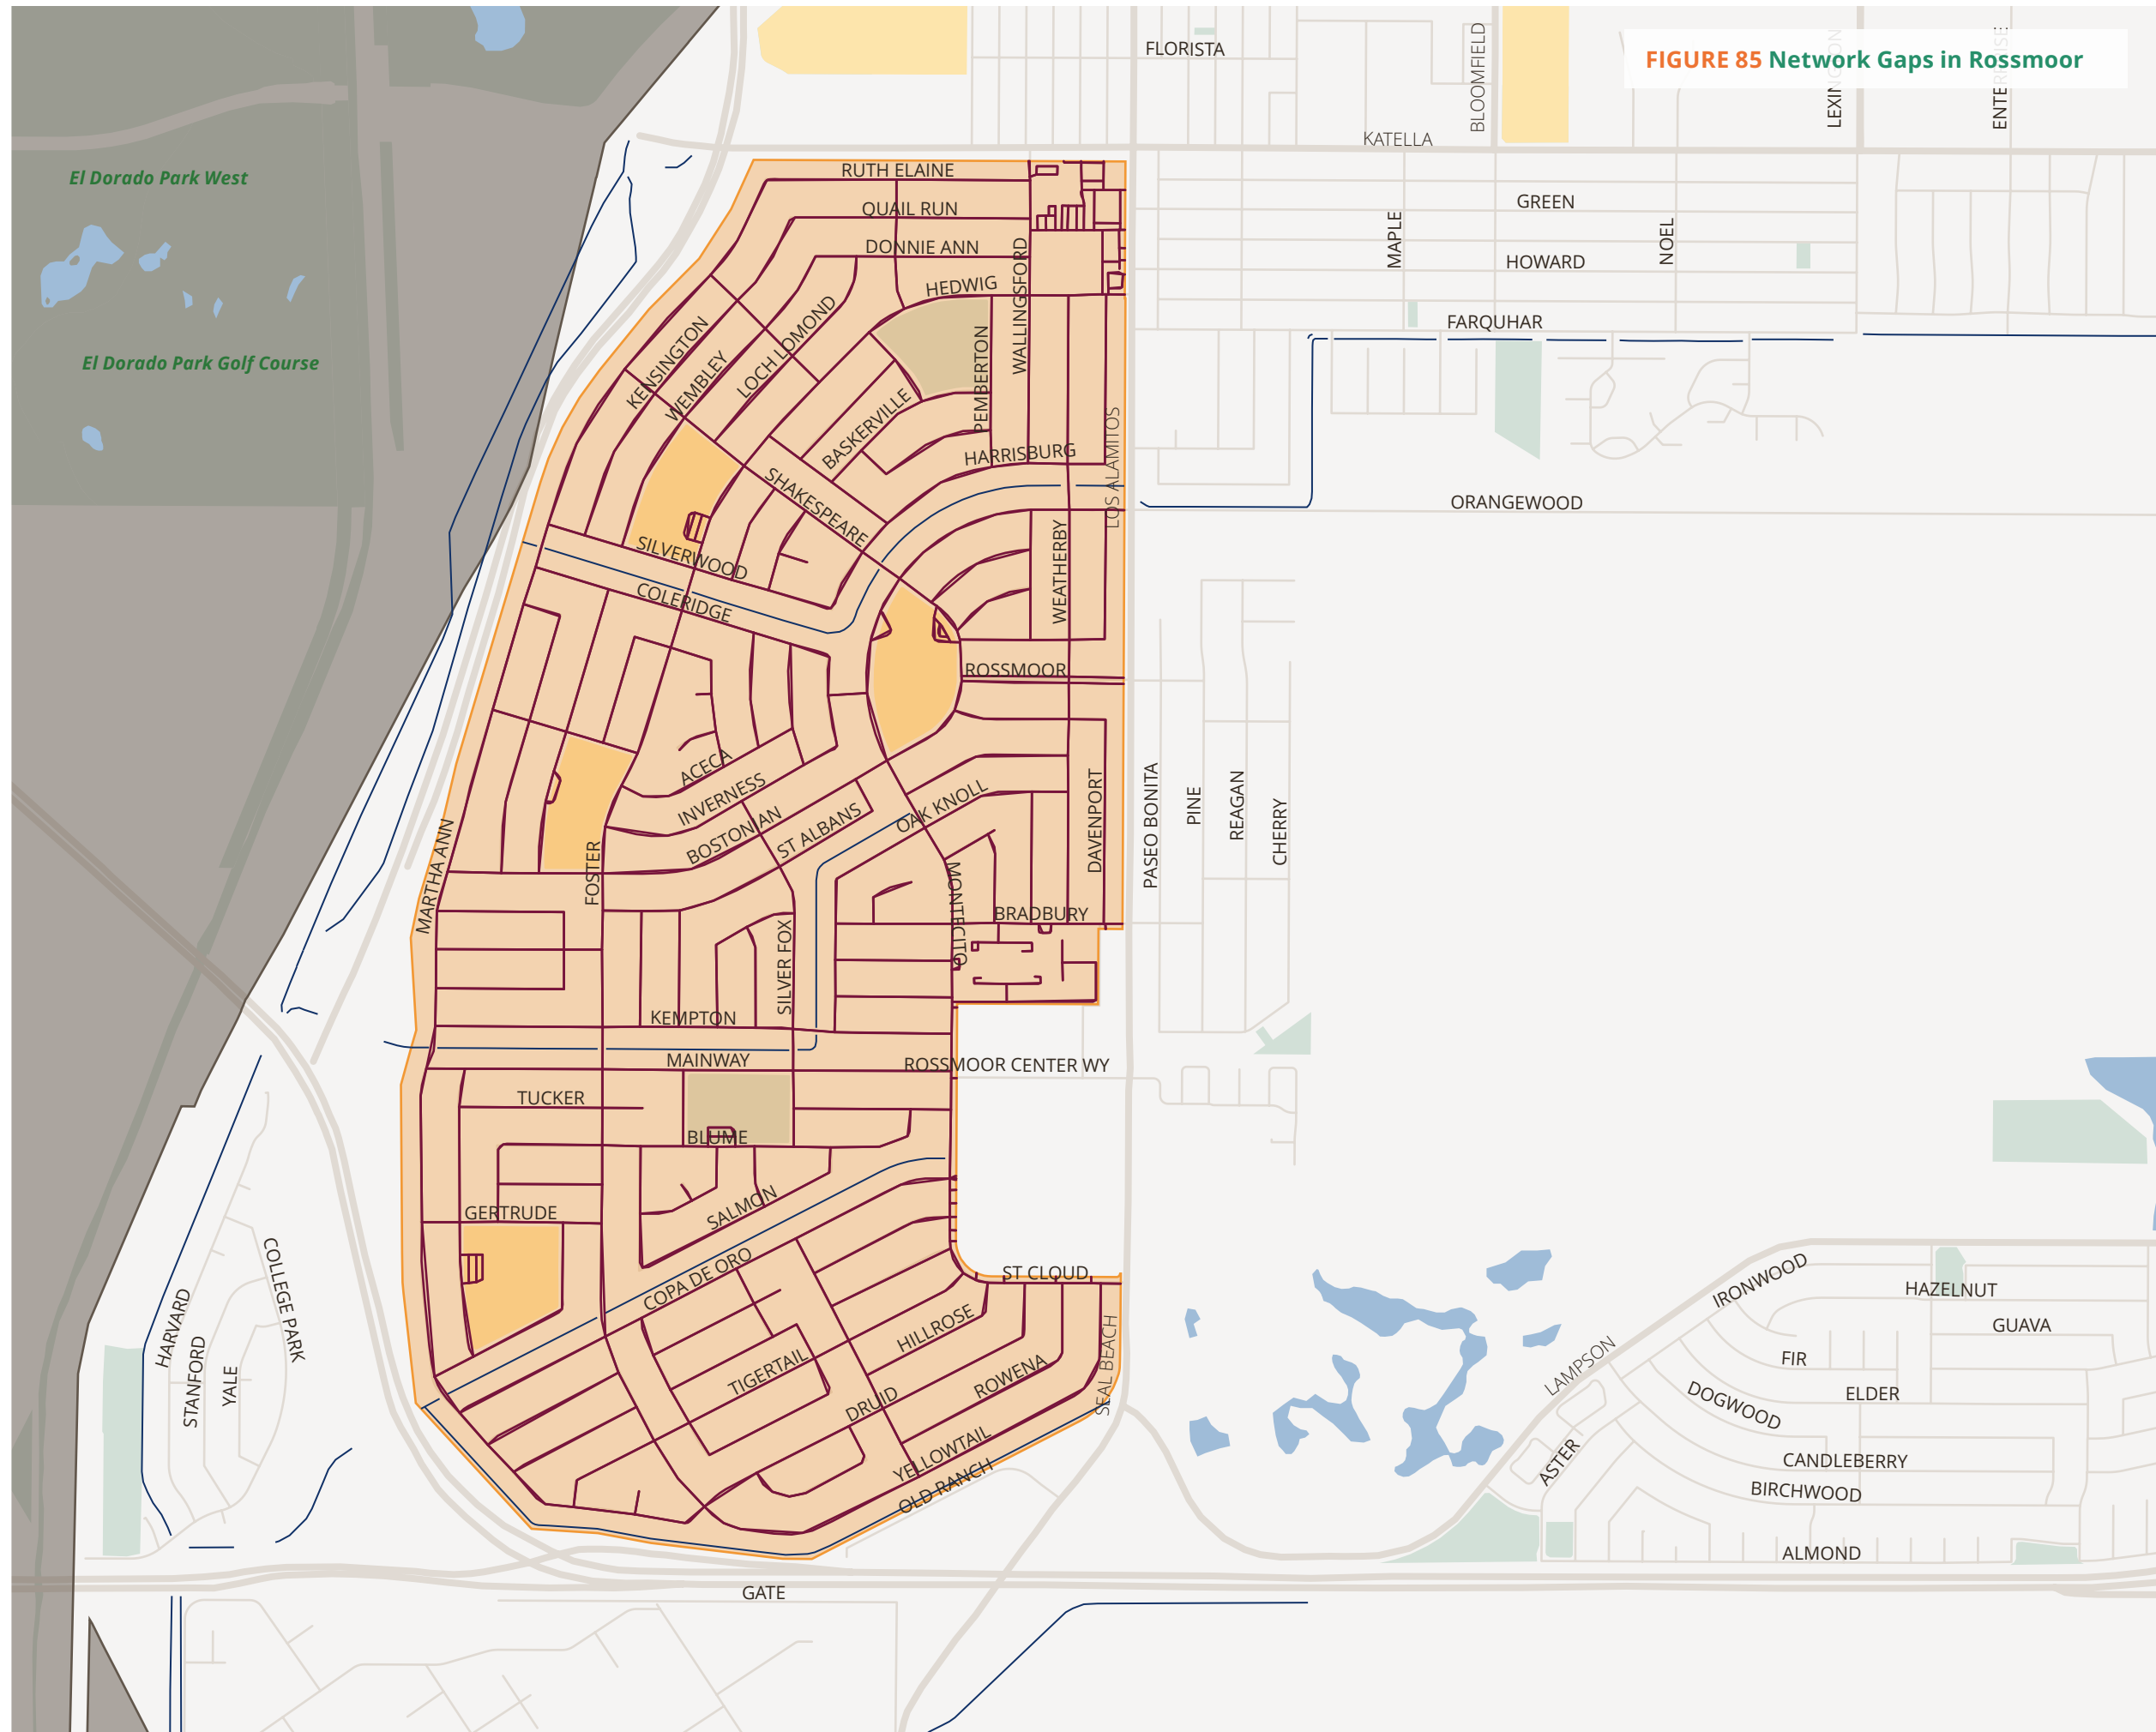 FLORISTA
BLOOMFIELD
FIGURE 85 Network Gaps in Rossmoor
LEXINGTON
ENTERPRISE
KATELLA
El Dorado Park West
RUTH ELAINE
QUAIL RUN
GREEN
MAPLE
NOEL
DONNIE ANN
WALLINGSFORD
HOWARD
HEDWIG
FARQUHAR
El Dorado Park Golf Course
KENSINGTON
WEMBLEY
LOCH LOMOND
PEMBERTON
BASKERVILLE
HARRISBURG
LOS ALAMITOS
SHAKESPEARE
ORANGEWOOD
SILVERWOOD
WEATHERBY
COLERIDGE
ROSSMOOR
ACECA
INVERNESS
BOSTONIAN
ST ALBANS
OAK KNOLL
DAVENPORT
PASEO BONITA
PINE
REAGAN
CHERRY
MARTHA ANN
FOSTER
MONTECITO
BRADBURY
SILVER FOX
KEMPTON
MAINWAY
ROSSMOOR CENTER WY
TUCKER
BLUME
SALMON
GERTRUDE
COPA DE ORO
ST CLOUD
HARVARD
STANFORD
YALE
COLLEGE PARK
HILLROSE
TIGERTAIL
DRUID
ROWENA
SEAL BEACH
YELLOWTAIL
OLD RANCH
IRONWOOD
HAZELNUT
GUAVA
LAMPSON
FIR
ELDER
DOGWOOD
ASTER
CANDLEBERRY
BIRCHWOOD
ALMOND
GATE